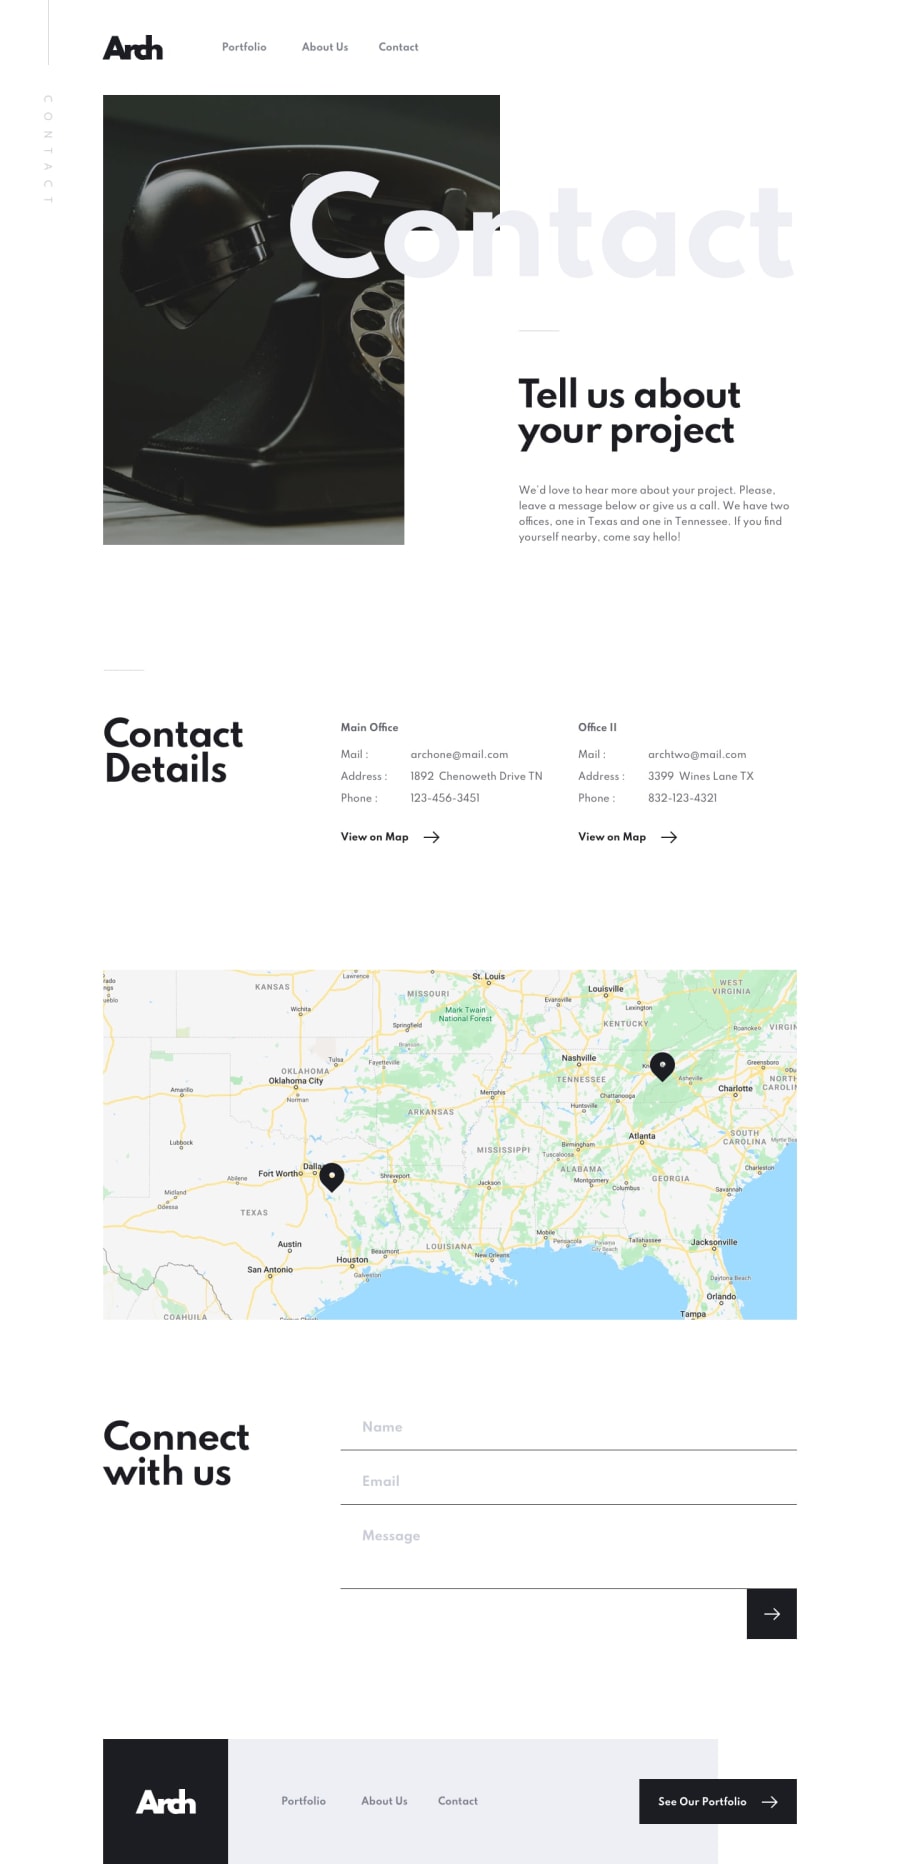 Arch
Portfolio
About Us
Contact
CONTACT
Contact
Tell us about
your project
We'd love to hear more about your project. Please,
leave a message below or give us a call. We have two
offices, one in Texas and one in Tennessee. If you find
yourself nearby, come say hello!
Contact
Details
Main Office
Mail :
archone@mail.com
Address :
1892 Chenoweth Drive TN
Phone :
123-456-3451
View on Map
Office II
Mail :
archtwo@mail.com
Address :
3399 Wines Lane TX
Phone :
832-123-4321
View on Map
Lawrence
St. Louis
KANSAS
MISSOURI
Louisville
WEST
VIRGINIA
Evansville
Lexington
Wichita
Mark Twain
National Forest
Springfield
KENTUCKY
Roanoke
VIRGIN
Branson
Tulsa
Fayetteville
Nashville
Greensboro
OKLAHOMA
Oklahoma City
TENNESSEE
Asheville
NORTH
CAROLIN
Charlotte
Amarillo
Norman
Memphis
Chattanooga
Huntsville
ARKANSAS
Lubbock
Atlanta
SOUTH
CAROLINA
Birmingham
MISSISSIPPI
Tuscaloosa
Fort Worth
Dalla
ALABAMA
Charleston
Abilene
Shreveport
Jackson
Montgomery
GEORGIA
Columbus
Savannah
Midland
Odessa
TEXAS
Austin
Houston
Beaumont
LOUISIANA
New Orleans
Mobile
Pensacola
Panama
City Beach
Tallahassee
Jacksonville
San Antonio
Galveston
Daytona Beach
Orlando
Tampa
COAHUILA
Connect
with us
Name
Email
Message
Arch
Portfolio
About Us
Contact
See Our Portfolio